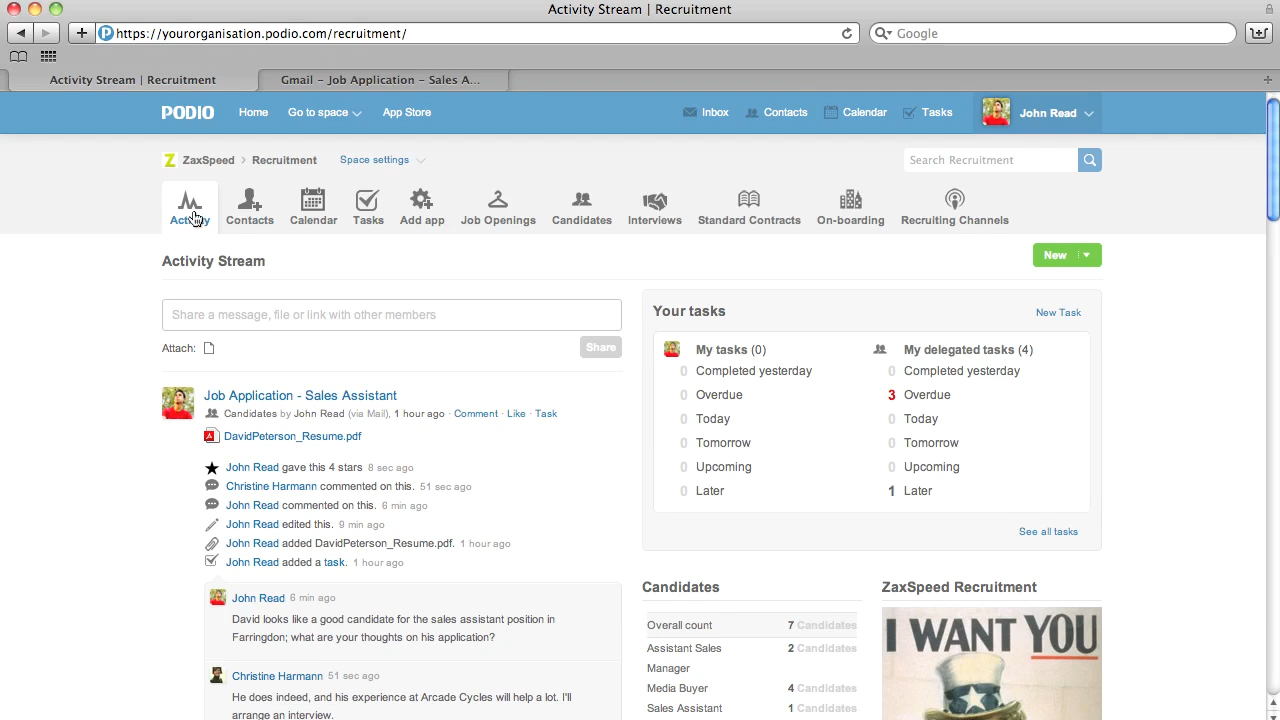 Activity Stream | Recruitment
https://yourorganisation.podio.com/recruitment/
Google
Activity Stream | Recruitment
Gmail – Job Application – Sales A...
PODIO Home Go to space App Store Inbox Contacts Calendar Tasks John Read
Z ZaxSpeed › Recruitment Space settings
Search Recruitment
Activity Contacts Calendar Tasks Add app Job Openings Candidates Interviews Standard Contracts On-boarding Recruiting Channels
Activity Stream
New
Share a message, file or link with other members
Attach:
Share
Job Application - Sales Assistant
Candidates by John Read (via Mail), 1 hour ago · Comment · Like · Task
DavidPeterson_Resume.pdf
John Read gave this 4 stars 8 sec ago
Christine Harmann commented on this. 51 sec ago
John Read commented on this. 6 min ago
John Read edited this. 9 min ago
John Read added DavidPeterson_Resume.pdf. 1 hour ago
John Read added a task. 1 hour ago
John Read 6 min ago
David looks like a good candidate for the sales assistant position in
Farringdon; what are your thoughts on his application?
Christine Harmann 51 sec ago
He does indeed, and his experience at Arcade Cycles will help a lot. I'll
arrange an interview.
Your tasks
New Task
My tasks (0)
0 Completed yesterday
0 Overdue
0 Today
0 Tomorrow
0 Upcoming
0 Later
My delegated tasks (4)
0 Completed yesterday
3 Overdue
0 Today
0 Tomorrow
0 Upcoming
1 Later
See all tasks
Candidates
Overall count 7 Candidates
Assistant Sales 2 Candidates
Manager
Media Buyer 4 Candidates
Sales Assistant 1 Candidates
ZaxSpeed Recruitment
I WANT YOU